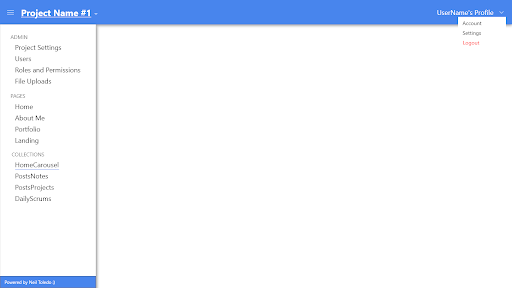 Project Name #1
UserName's Profile
Account
Settings
Logout
ADMIN
Project Settings
Users
Roles and Permissions
File Uploads
PAGES
Home
About Me
Portfolio
Landing
COLLECTIONS
HomeCarousel
PostsNotes
PostsProjects
DailyScrums
Powered by Neil Toledo :)